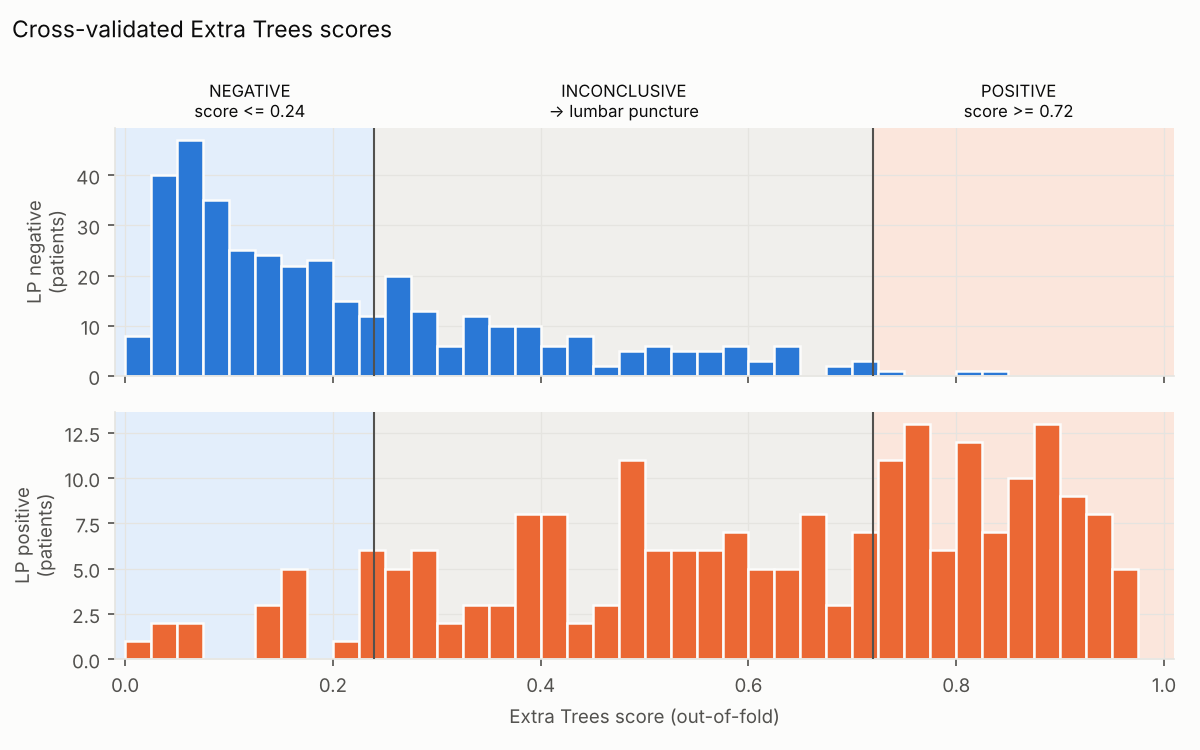 Cross-validated Extra Trees scores
NEGATIVE
score <= 0.24
INCONCLUSIVE
→ lumbar puncture
POSITIVE
score >= 0.72
LP negative
(patients)
40
30
20
10
0
LP positive
(patients)
12.5
10.0
7.5
5.0
2.5
0.0
0.0 0.2 0.4 0.6 0.8 1.0
Extra Trees score (out-of-fold)